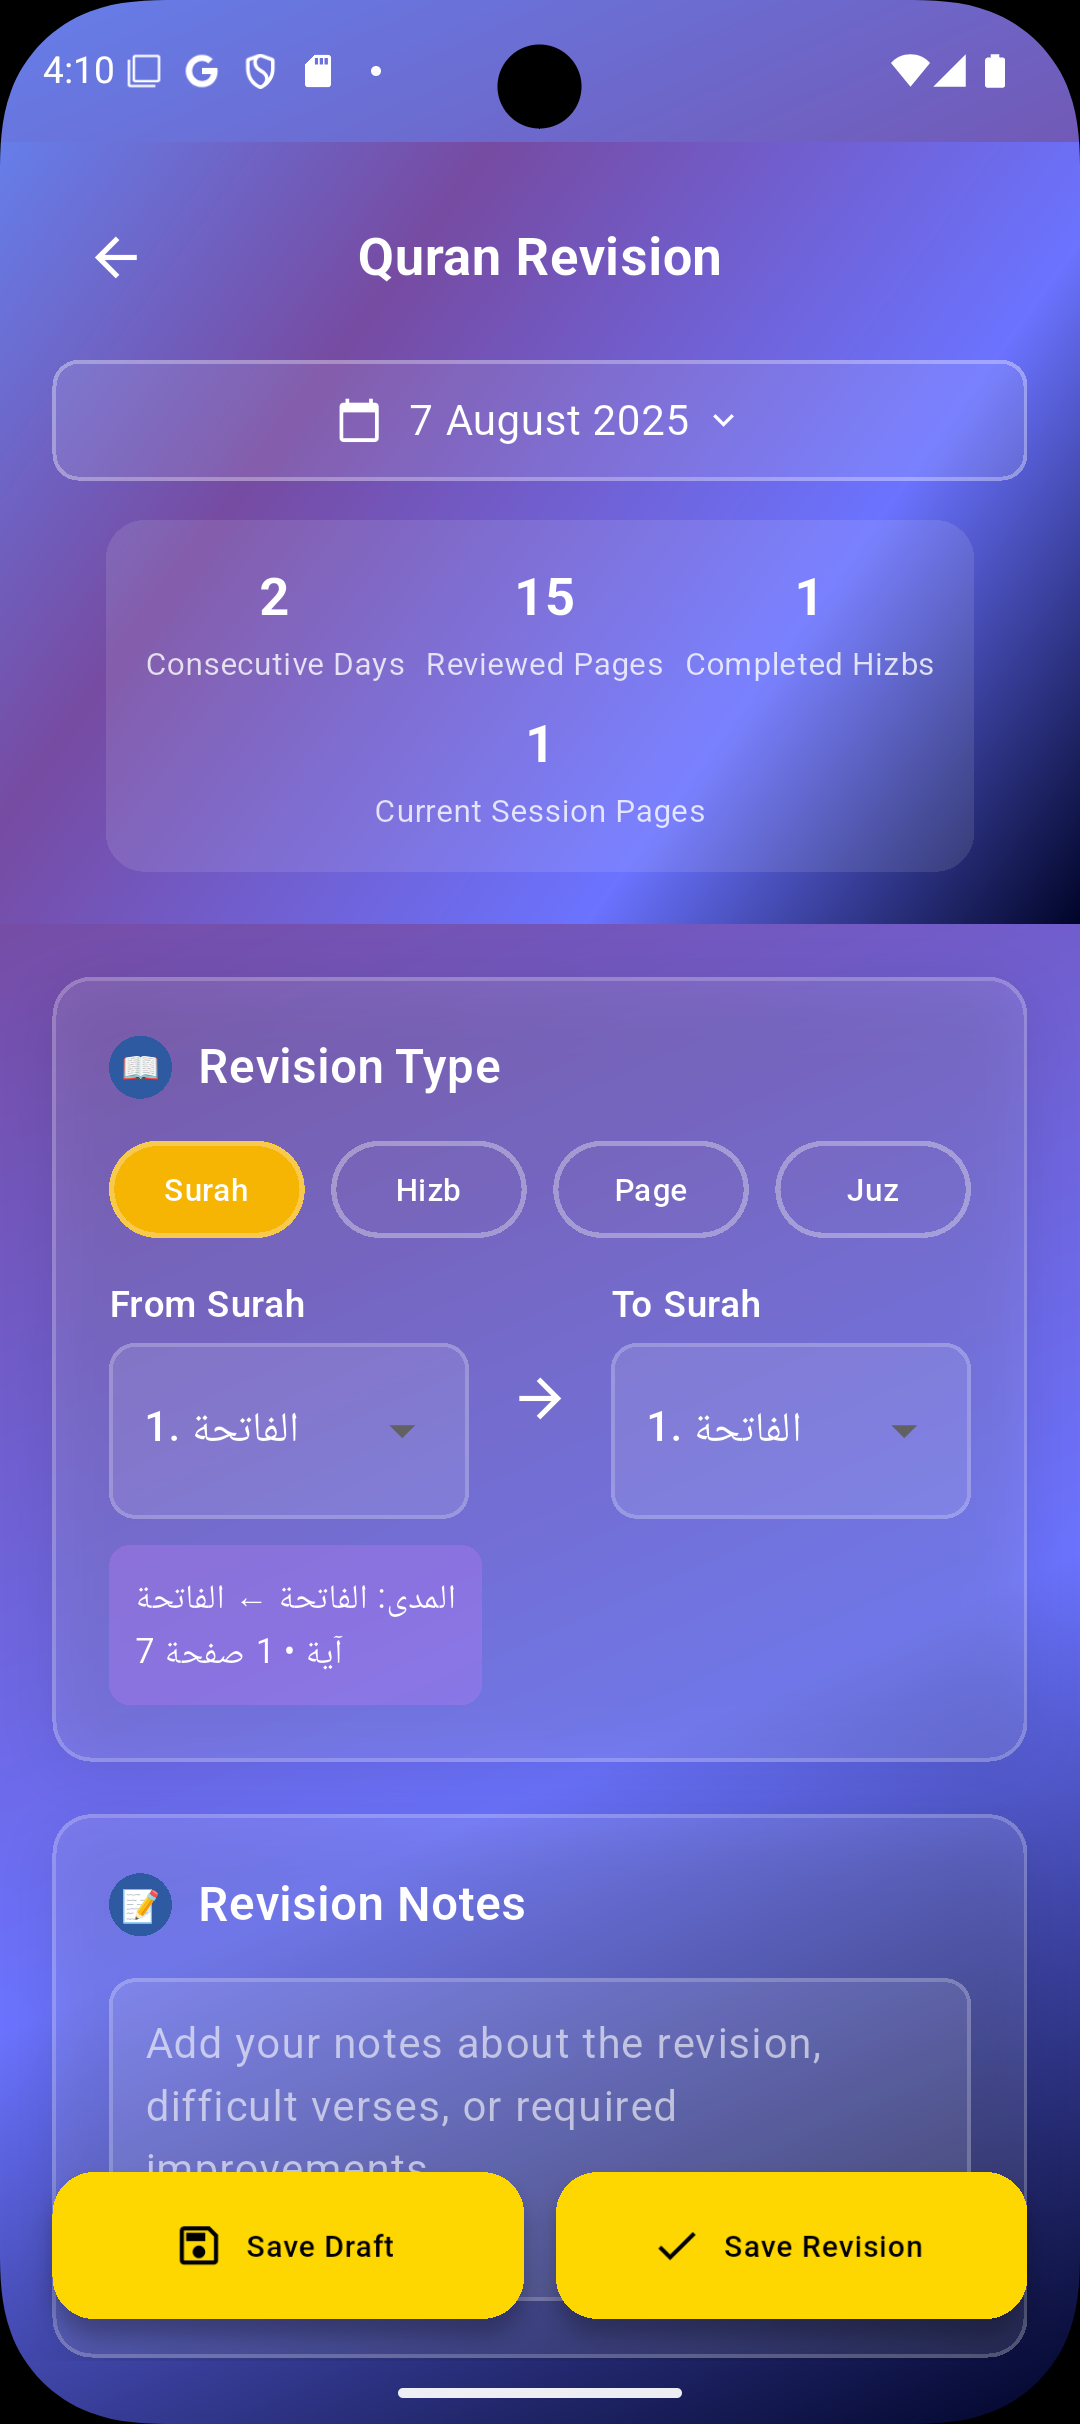 4:10
Quran Revision
7 August 2025
2 15 1
Consecutive Days Reviewed Pages Completed Hizbs
1
Current Session Pages
Revision Type
Surah Hizb Page Juz
From Surah To Surah
1. الفاتحة 1. الفاتحة
المدى: الفاتحة ← الفاتحة
7 آية • 1 صفحة
Revision Notes
Add your notes about the revision,
difficult verses, or required
improvements
Save Draft Save Revision